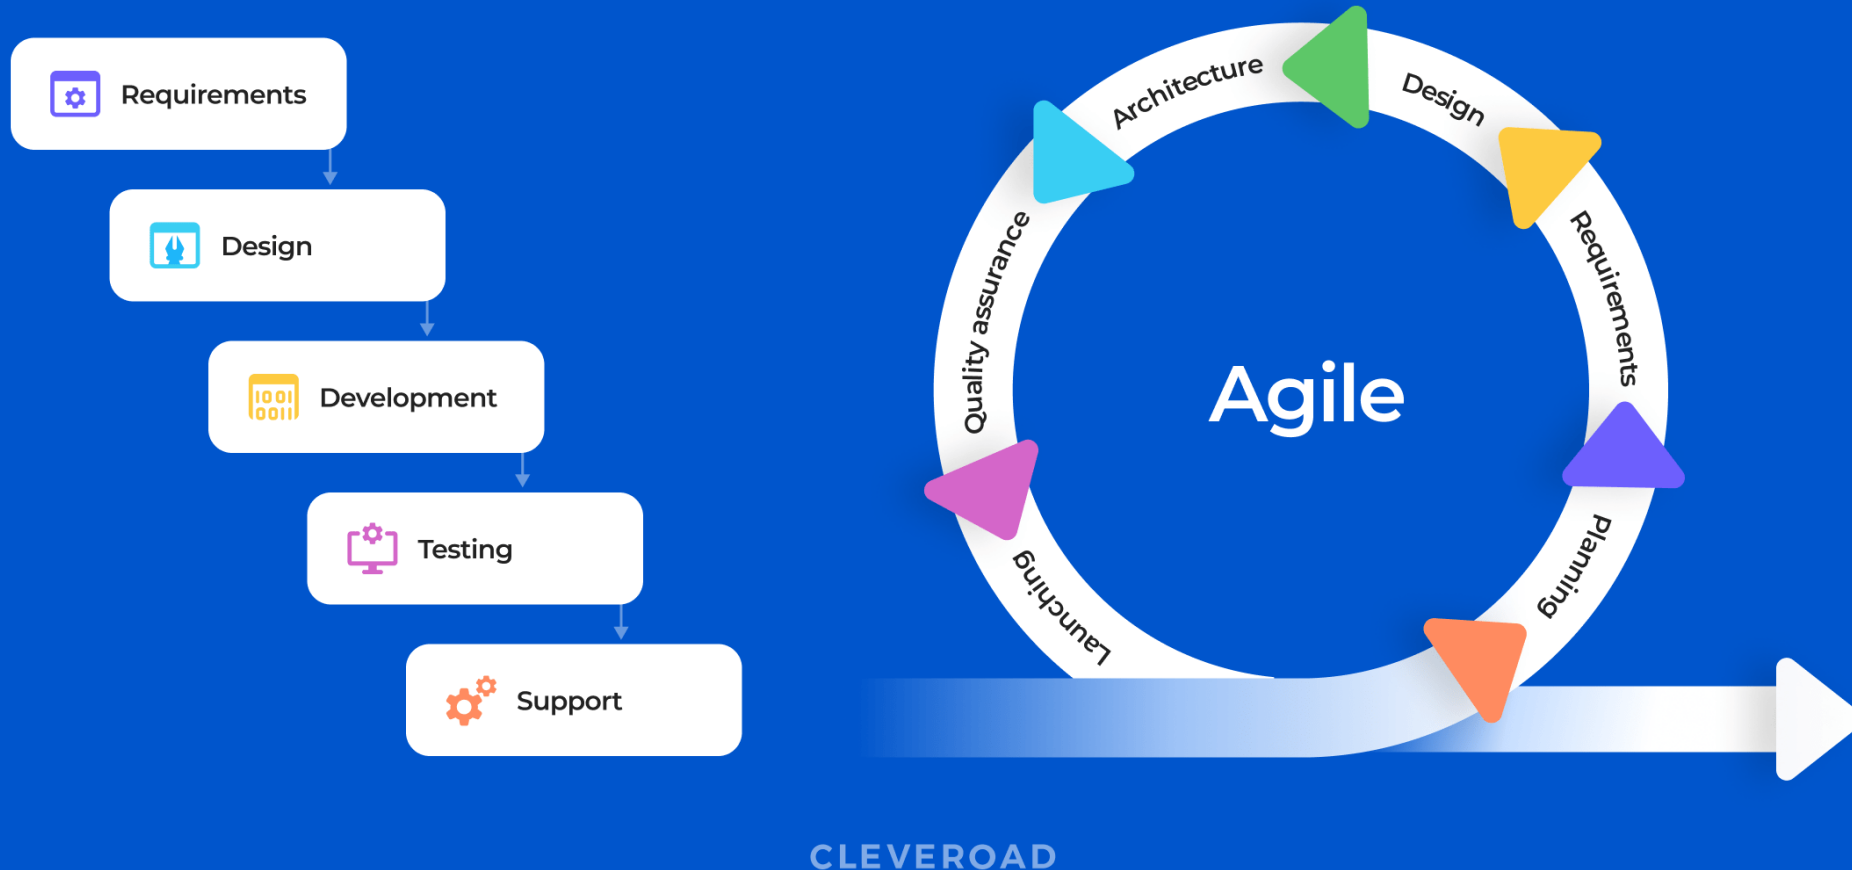 Requirements
Design
Development
Testing
Support
Agile
Planning
Requirements
Design
Architecture
Quality assurance
Launching
CLEVEROAD